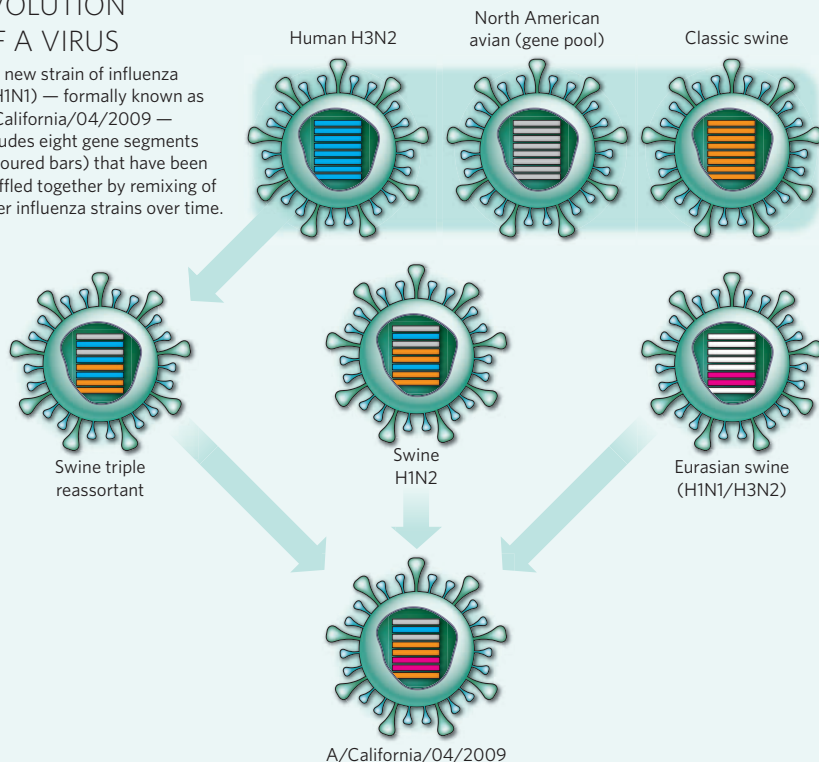 VOLUTION
F A VIRUS
new strain of influenza
H1N1) — formally known as
California/04/2009 —
udes eight gene segments
oured bars) that have been
ffled together by remixing of
er influenza strains over time.
Human H3N2
North American
avian (gene pool)
Classic swine
Swine triple
reassortant
Swine
H1N2
Eurasian swine
(H1N1/H3N2)
A/California/04/2009